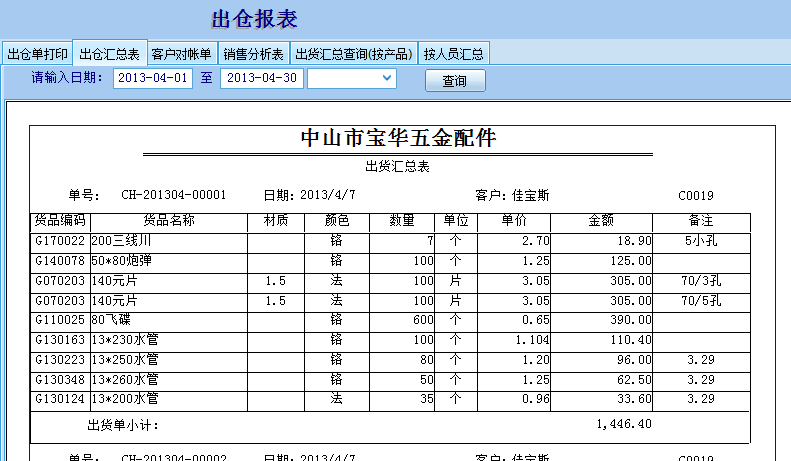 出仓报表
出仓单打印 出仓汇总表 客户对帐单 销售分析表 出货汇总查询(按产品) 按人员汇总
请输入日期: 2013-04-01 至 2013-04-30 查询
中山市宝华五金配件
出货汇总表
单号: CH-201304-00001 日期: 2013/4/7 客户: 佳宝斯 C0019
货品编码 货品名称 材质 颜色 数量 单位 单价 金额 备注
G170022 200三线川 铬 7 个 2.70 18.90 5小孔
G140078 50*80炮弹 铬 100 个 1.25 125.00
G070203 140元片 1.5 法 100 片 3.05 305.00 70/3孔
G070203 140元片 1.5 法 100 片 3.05 305.00 70/5孔
G110025 80飞碟 铬 600 个 0.65 390.00
G130163 13*230水管 铬 100 个 1.104 110.40
G130223 13*250水管 铬 80 个 1.20 96.00 3.29
G130348 13*260水管 铬 50 个 1.25 62.50 3.29
G130124 13*200水管 法 35 个 0.96 33.60 3.29
出货单小计: 1,446.40
单号: CH-201304-00002 日期: 2013/4/7 客户: 佳宝斯 C0019